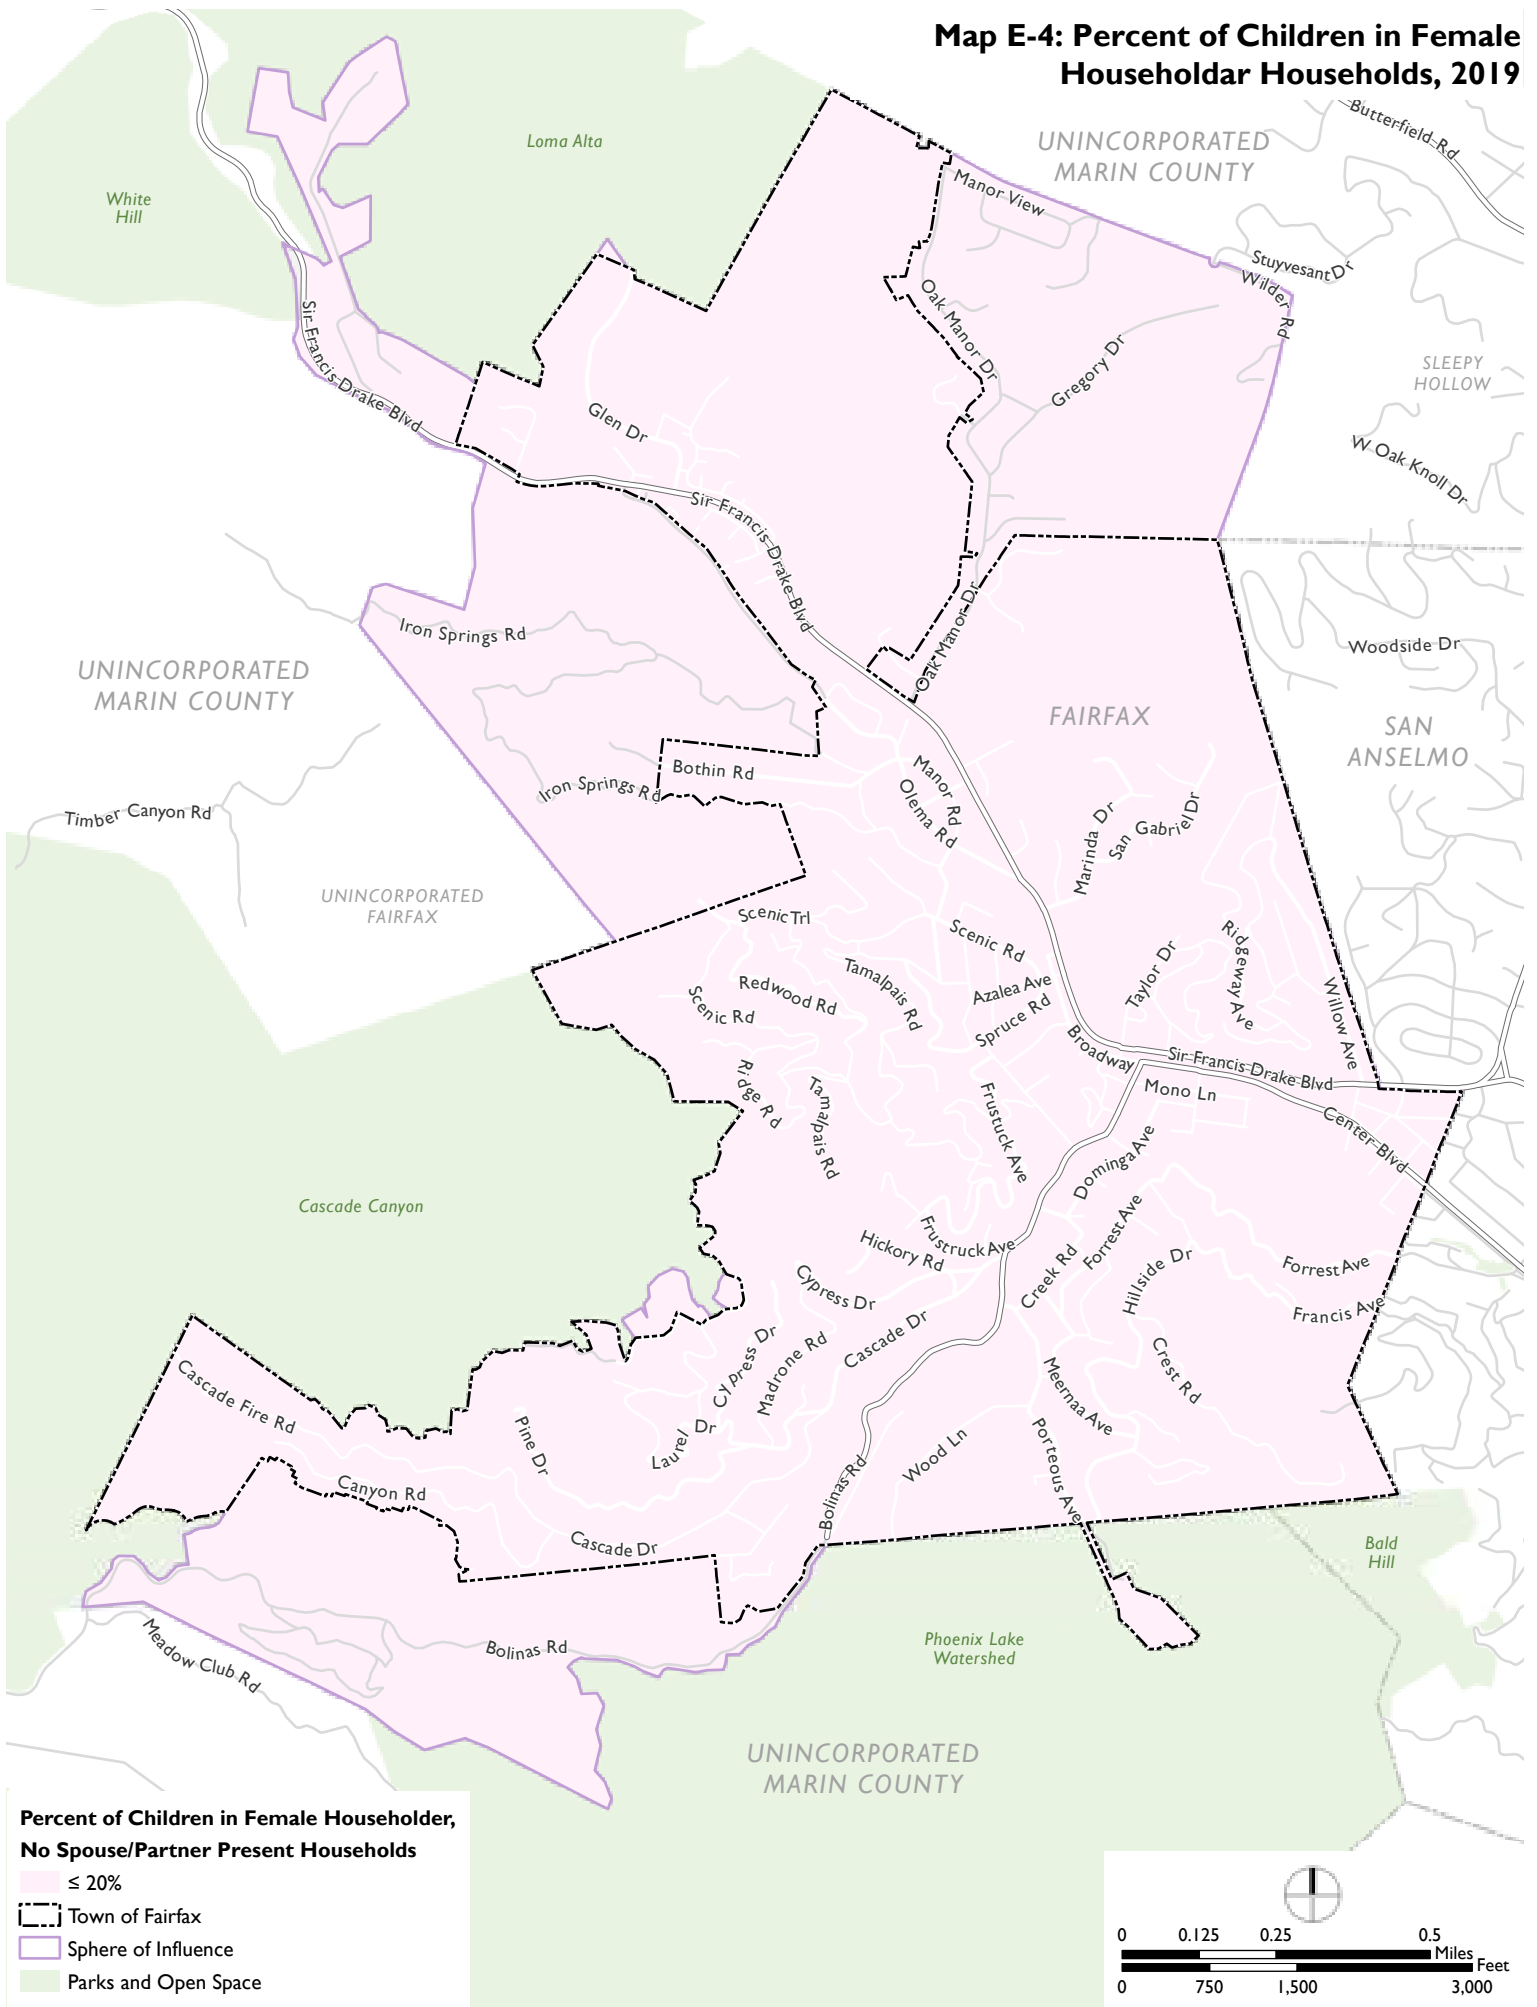 Map E-4: Percent of Children in Female
Householdar Households, 2019
Butterfield Rd
UNINCORPORATED
MARIN COUNTY
Loma Alta
White
Hill
Manor View
Stuyvesant Dr
Wilder Rd
Oak Manor Dr
Sir Francis Drake Blvd
Gregory Dr
SLEEPY
HOLLOW
Glen Dr
W Oak Knoll Dr
Sir Francis Drake Blvd
Oak Manor Dr
Iron Springs Rd
Woodside Dr
UNINCORPORATED
MARIN COUNTY
FAIRFAX
SAN
ANSELMO
Bothin Rd
Iron Springs Rd
Manor Rd
Olema Rd
Timber Canyon Rd
Marinda Dr
San Gabriel Dr
UNINCORPORATED
FAIRFAX
Scenic Trl
Scenic Rd
Ridgeway Ave
Taylor Dr
Tamalpais Rd
Redwood Rd
Azalea Ave
Scenic Rd
Spruce Rd
Willow Ave
Broadway
Sir Francis Drake Blvd
Ridge Rd
Tamalpais Rd
Mono Ln
Frustuck Ave
Center Blvd
Dominga Ave
Cascade Canyon
Forrest Ave
Frustruck Ave
Hickory Rd
Creek Rd
Hillside Dr
Forrest Ave
Cypress Dr
Francis Ave
Cascade Dr
Cypress Dr
Madrone Rd
Crest Rd
Cascade Fire Rd
Meernaa Ave
Pine Dr
Laurel Dr
Wood Ln
Porteous Ave
Canyon Rd
Bolinas Rd
Cascade Dr
Bald
Hill
Meadow Club Rd
Bolinas Rd
Phoenix Lake
Watershed
UNINCORPORATED
MARIN COUNTY
Percent of Children in Female Householder,
No Spouse/Partner Present Households
≤ 20%
Town of Fairfax
Sphere of Influence
Parks and Open Space
0 0.125 0.25 0.5
Miles
Feet
0 750 1,500 3,000